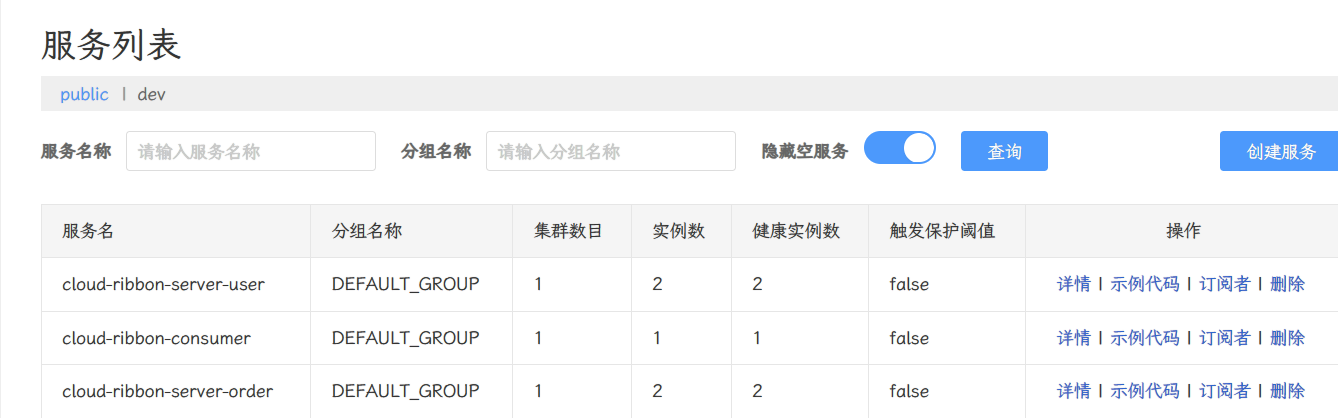 服务列表
public | dev
服务名称 请输入服务名称 分组名称 请输入分组名称 隐藏空服务 查询 创建服务
服务名 分组名称 集群数目 实例数 健康实例数 触发保护阈值 操作
cloud-ribbon-server-user DEFAULT_GROUP 1 2 2 false 详情 | 示例代码 | 订阅者 | 删除
cloud-ribbon-consumer DEFAULT_GROUP 1 1 1 false 详情 | 示例代码 | 订阅者 | 删除
cloud-ribbon-server-order DEFAULT_GROUP 1 2 2 false 详情 | 示例代码 | 订阅者 | 删除